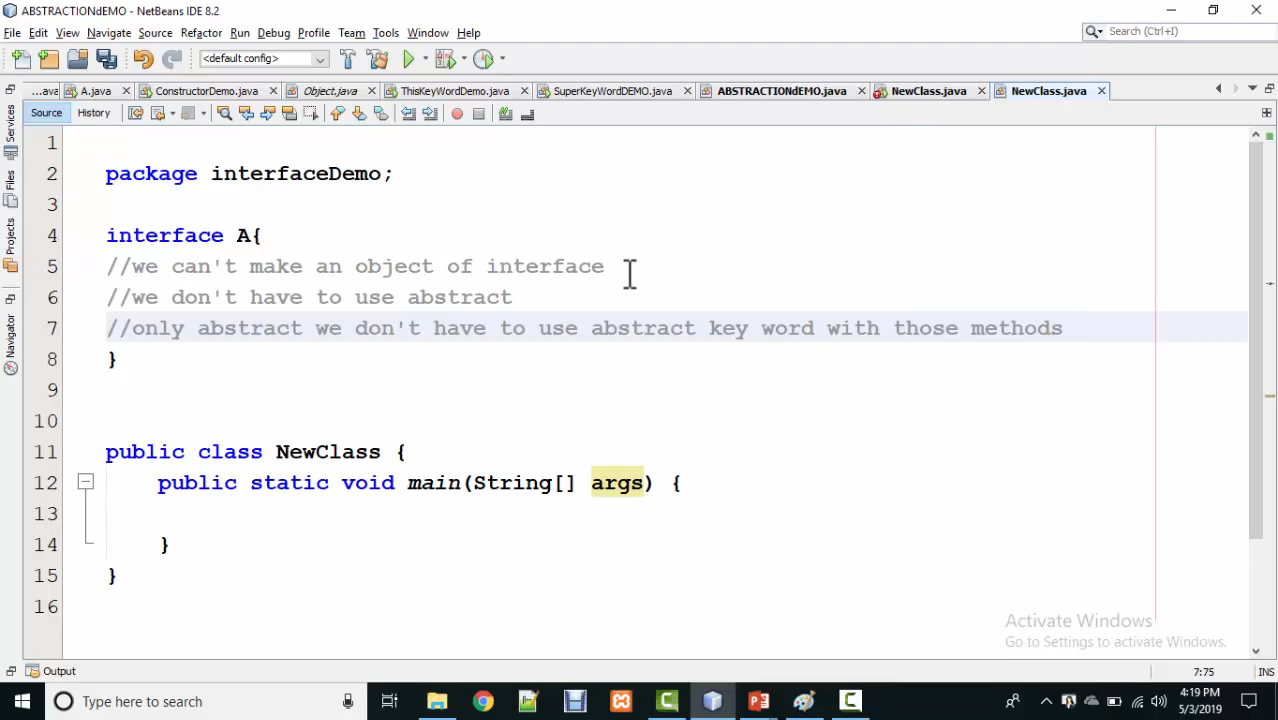 ABSTRACTIONdEMO - NetBeans IDE 8.2
File Edit View Navigate Source Refactor Run Debug Profile Team Tools Window Help
Search (Ctrl+I)
<default config>
...ava A.java ConstructorDemo.java Object.java ThisKeyWordDemo.java SuperKeyWordDEMO.java ABSTRACTIONdEMO.java NewClass.java NewClass.java
Source History
Services
Files
Projects
Navigator
1
2 package interfaceDemo;
3
4 interface A{
5 //we can't make an object of interface
6 //we don't have to use abstract
7 //only abstract we don't have to use abstract key word with those methods
8 }
9
10
11 public class NewClass {
12 public static void main(String[] args) {
13
14 }
15 }
16
Activate Windows
Go to Settings to activate Windows.
Output
7:75 INS
Type here to search
4:19 PM
5/3/2019